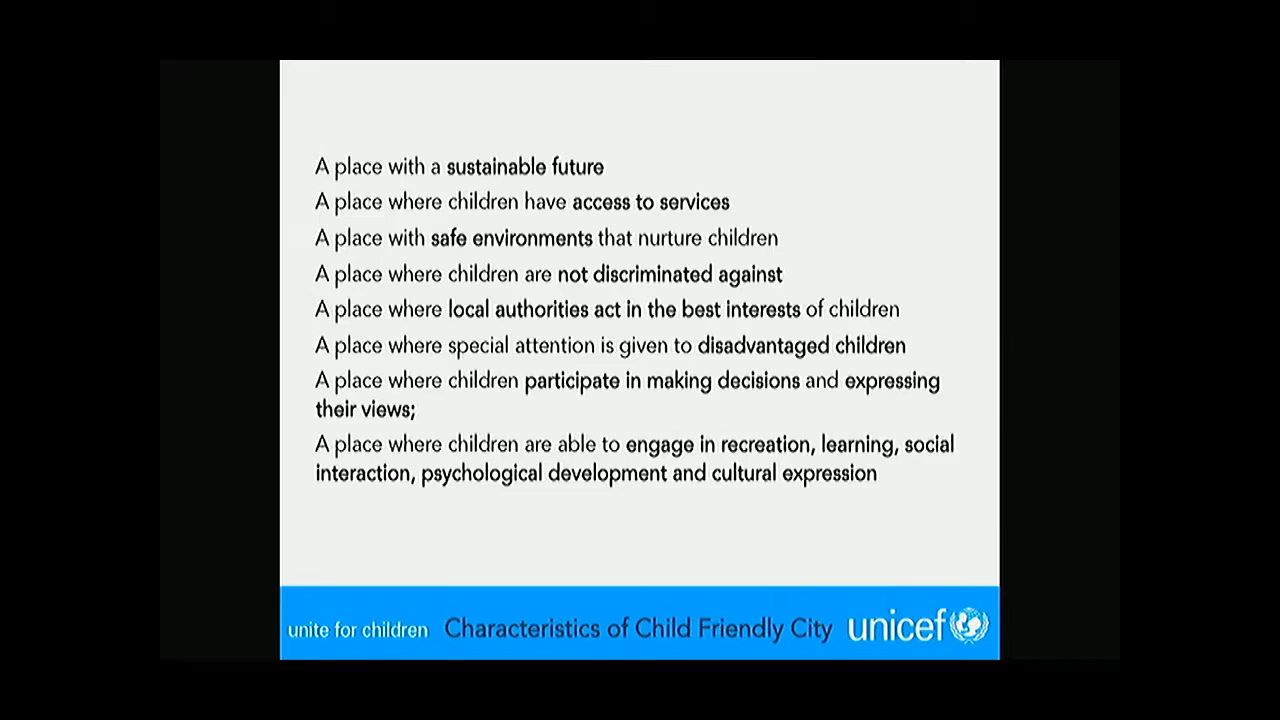 A place with a sustainable future
A place where children have access to services
A place with safe environments that nurture children
A place where children are not discriminated against
A place where local authorities act in the best interests of children
A place where special attention is given to disadvantaged children
A place where children participate in making decisions and expressing
their views;
A place where children are able to engage in recreation, learning, social
interaction, psychological development and cultural expression
unite for children Characteristics of Child Friendly City unicef